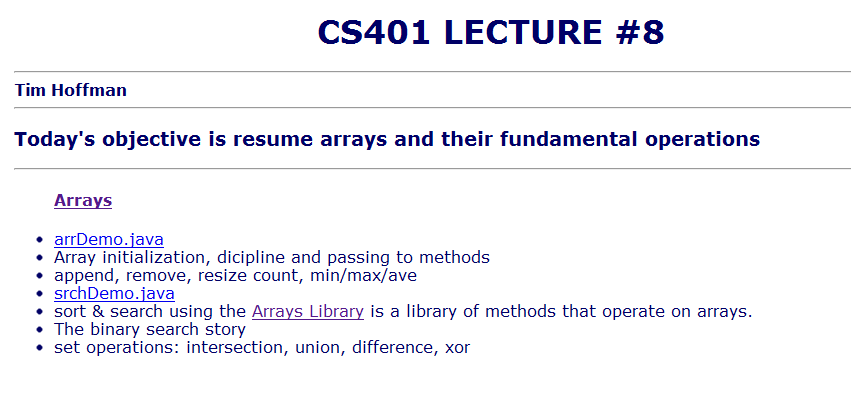 CS401 LECTURE #8
Tim Hoffman
Today's objective is resume arrays and their fundamental operations
Arrays
arrDemo.java
Array initialization, dicipline and passing to methods
append, remove, resize count, min/max/ave
srchDemo.java
sort & search using the Arrays Library is a library of methods that operate on arrays.
The binary search story
set operations: intersection, union, difference, xor